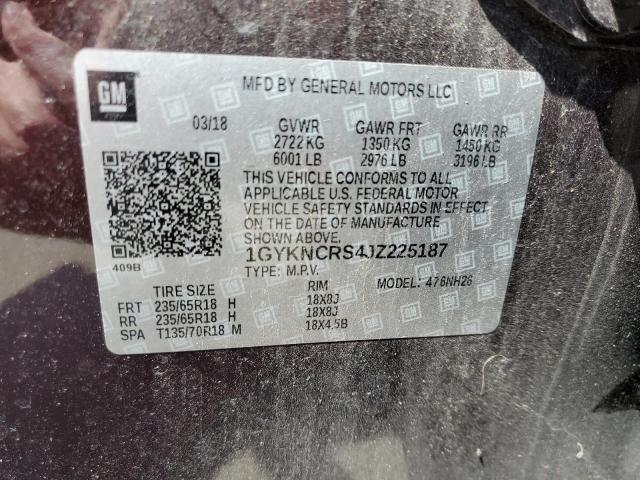 GM
MFD BY GENERAL MOTORS LLC
03/18 GVWR GAWR FRT GAWR RR
2722 KG 1350 KG 1450 KG
6001 LB 2976 LB 3196 LB
THIS VEHICLE CONFORMS TO ALL
APPLICABLE U.S. FEDERAL MOTOR
VEHICLE SAFETY STANDARDS IN EFFECT
ON THE DATE OF MANUFACTURE
SHOWN ABOVE.
409B
1GYKNCRS4JZ225187
TYPE: M.P.V. MODEL: 476NH26
TIRE SIZE RIM
FRT 235/65R18 H 18X8J
RR 235/65R18 H 18X8J
SPA T135/70R18 M 18X4.5B